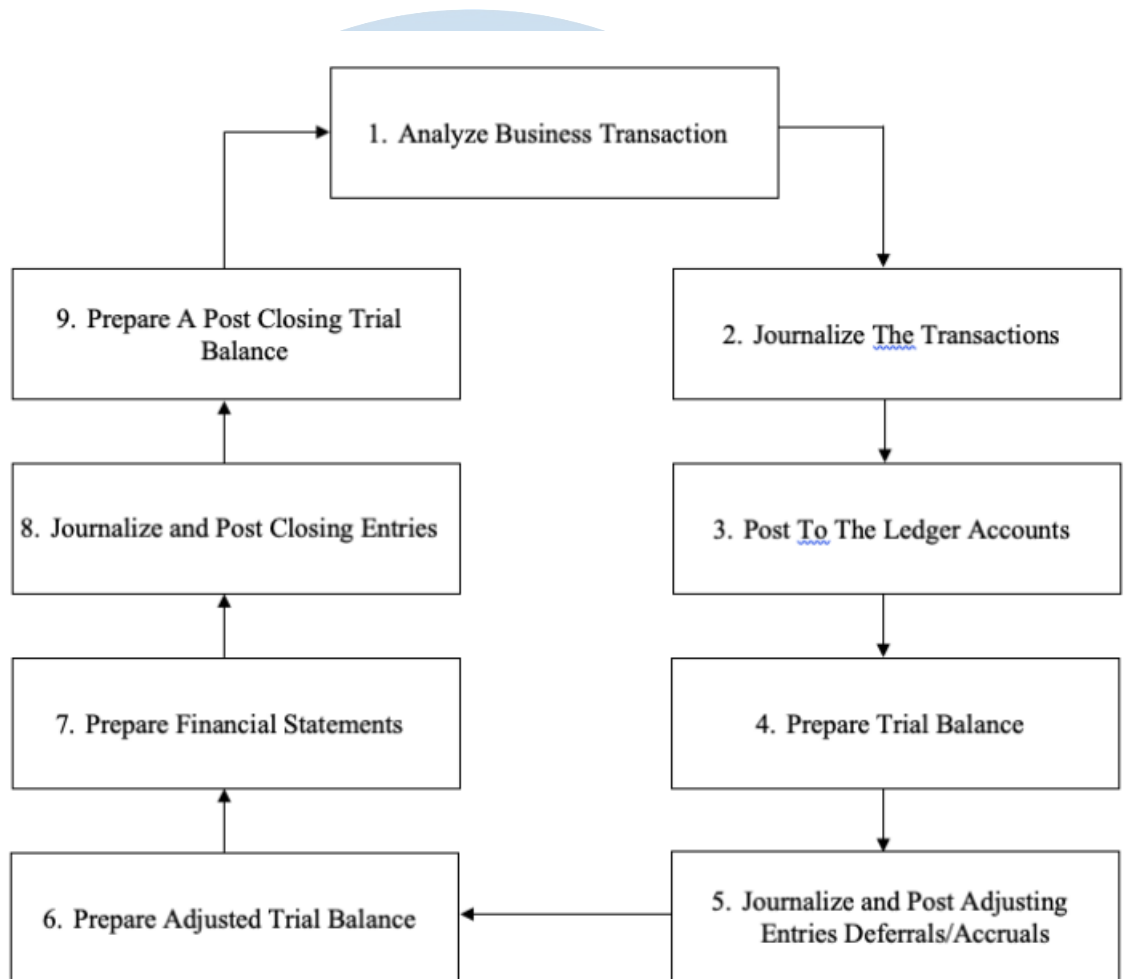 1. Analyze Business Transaction
2. Journalize The Transactions
3. Post To The Ledger Accounts
4. Prepare Trial Balance
5. Journalize and Post Adjusting
Entries Deferrals/Accruals
6. Prepare Adjusted Trial Balance
7. Prepare Financial Statements
8. Journalize and Post Closing Entries
9. Prepare A Post Closing Trial
Balance